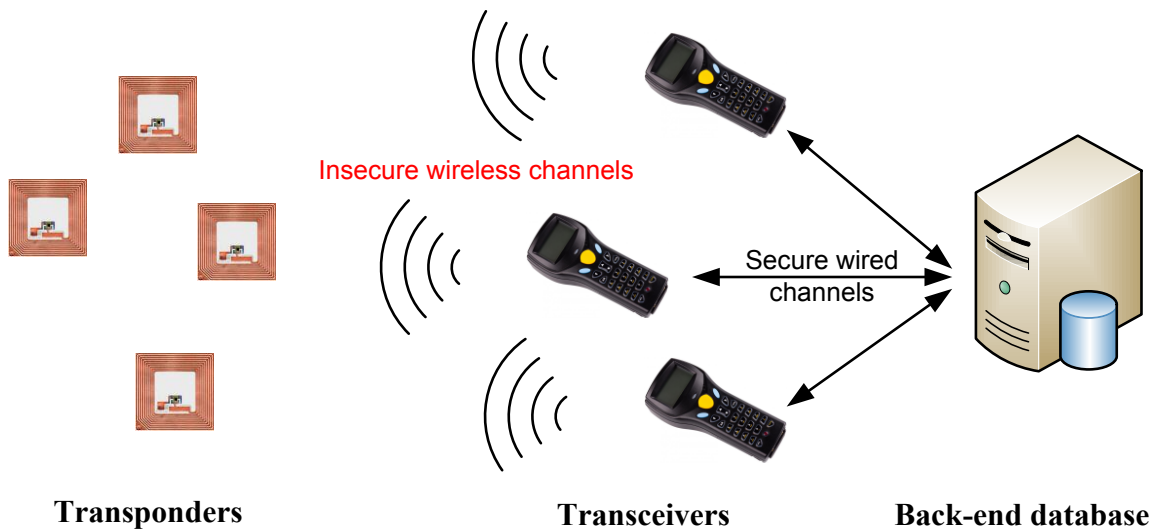 Insecure wireless channels
Secure wired
channels
Transponders
Transceivers
Back-end database